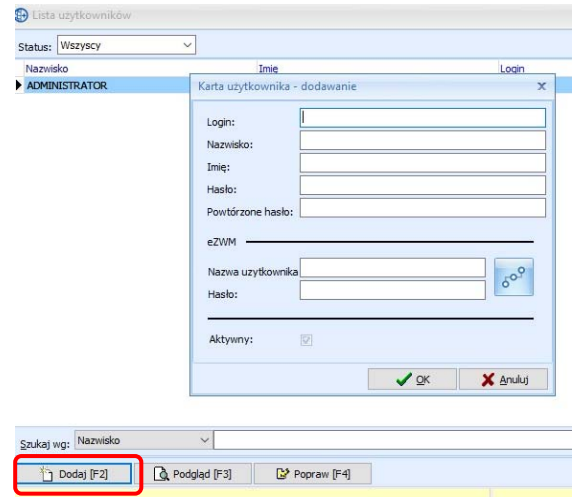 Lista użytkowników
Status: Wszyscy
Nazwisko Imię Login
ADMINISTRATOR
Karta użytkownika - dodawanie x
Login:
Nazwisko:
Imię:
Hasło:
Powtórzone hasło:
eZWM
Nazwa uzytkownika
Hasło:
Aktywny:
OK Anuluj
Szukaj wg: Nazwisko
Dodaj [F2] Podgląd [F3] Popraw [F4]